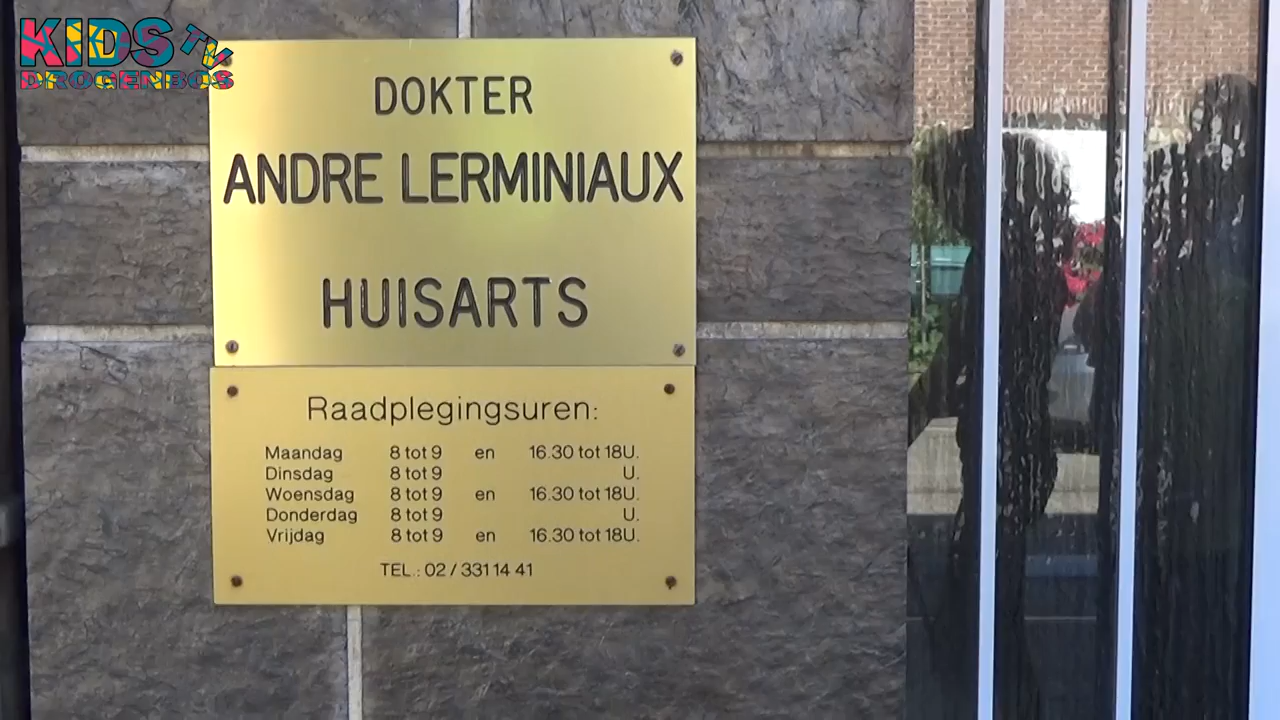 KIDS TV
DROGENBOS
DOKTER
ANDRE LERMINIAUX
HUISARTS
Raadplegingsuren:
Maandag 8 tot 9 en 16.30 tot 18U.
Dinsdag 8 tot 9 U.
Woensdag 8 tot 9 en 16.30 tot 18U.
Donderdag 8 tot 9 U.
Vrijdag 8 tot 9 en 16.30 tot 18U.
TEL.: 02 / 331 14 41